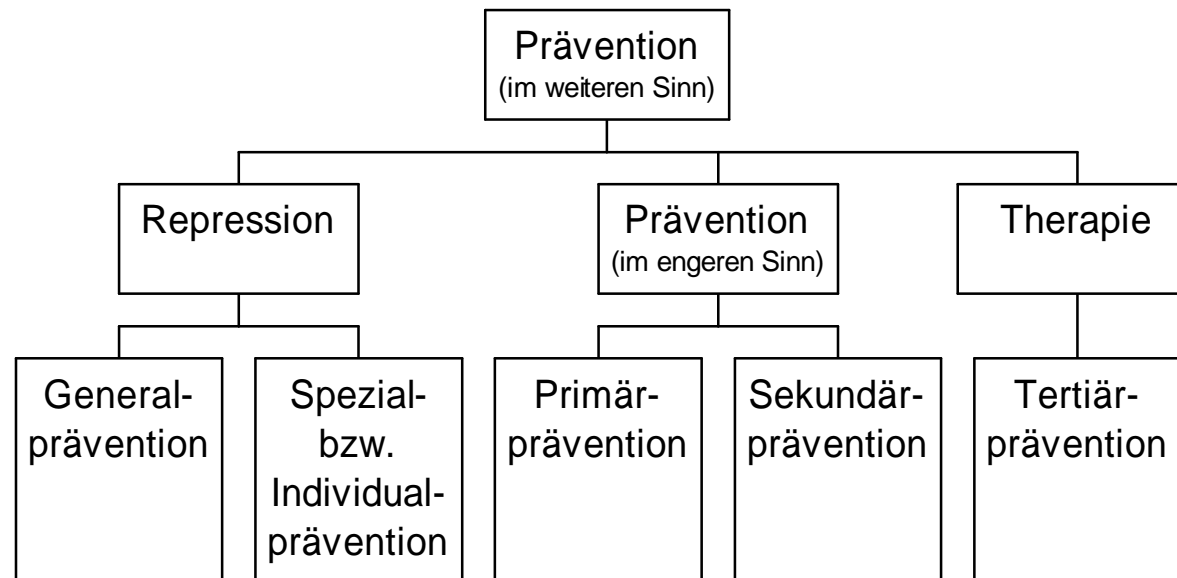 Prävention
(im weiteren Sinn)
Repression
Prävention
(im engeren Sinn)
Therapie
General-
prävention
Spezial-
bzw.
Individual-
prävention
Primär-
prävention
Sekundär-
prävention
Tertiär-
prävention